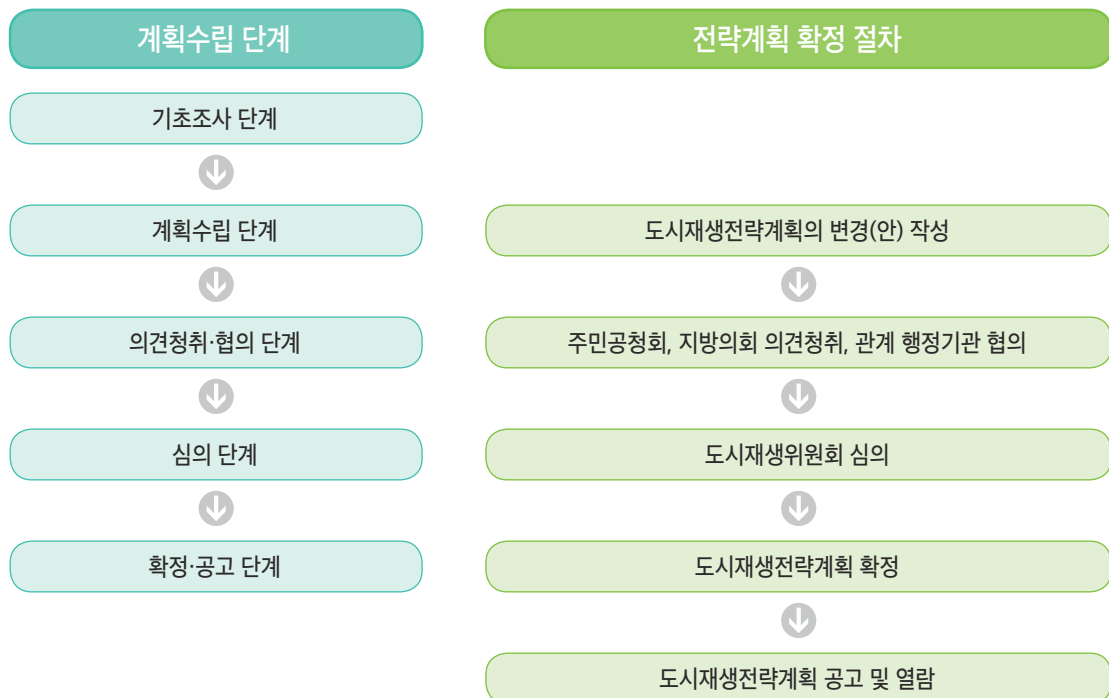 계획수립 단계
전략계획 확정 절차
기초조사 단계
계획수립 단계
도시재생전략계획의 변경(안) 작성
의견청취·협의 단계
주민공청회, 지방의회 의견청취, 관계 행정기관 협의
심의 단계
도시재생위원회 심의
확정·공고 단계
도시재생전략계획 확정
도시재생전략계획 공고 및 열람